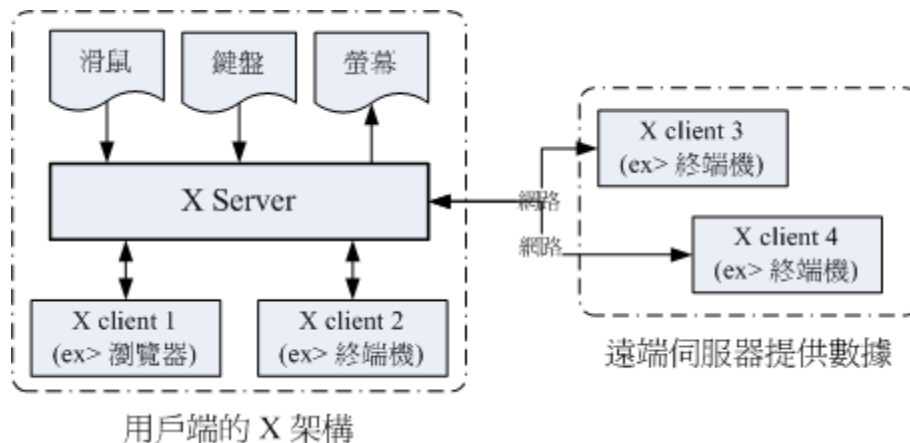 滑鼠
鍵盤
螢幕
X Server
X client 1
(ex> 瀏覽器)
X client 2
(ex> 終端機)
用戶端的 X 架構
網路
網路
X client 3
(ex> 終端機)
X client 4
(ex> 終端機)
遠端伺服器提供數據